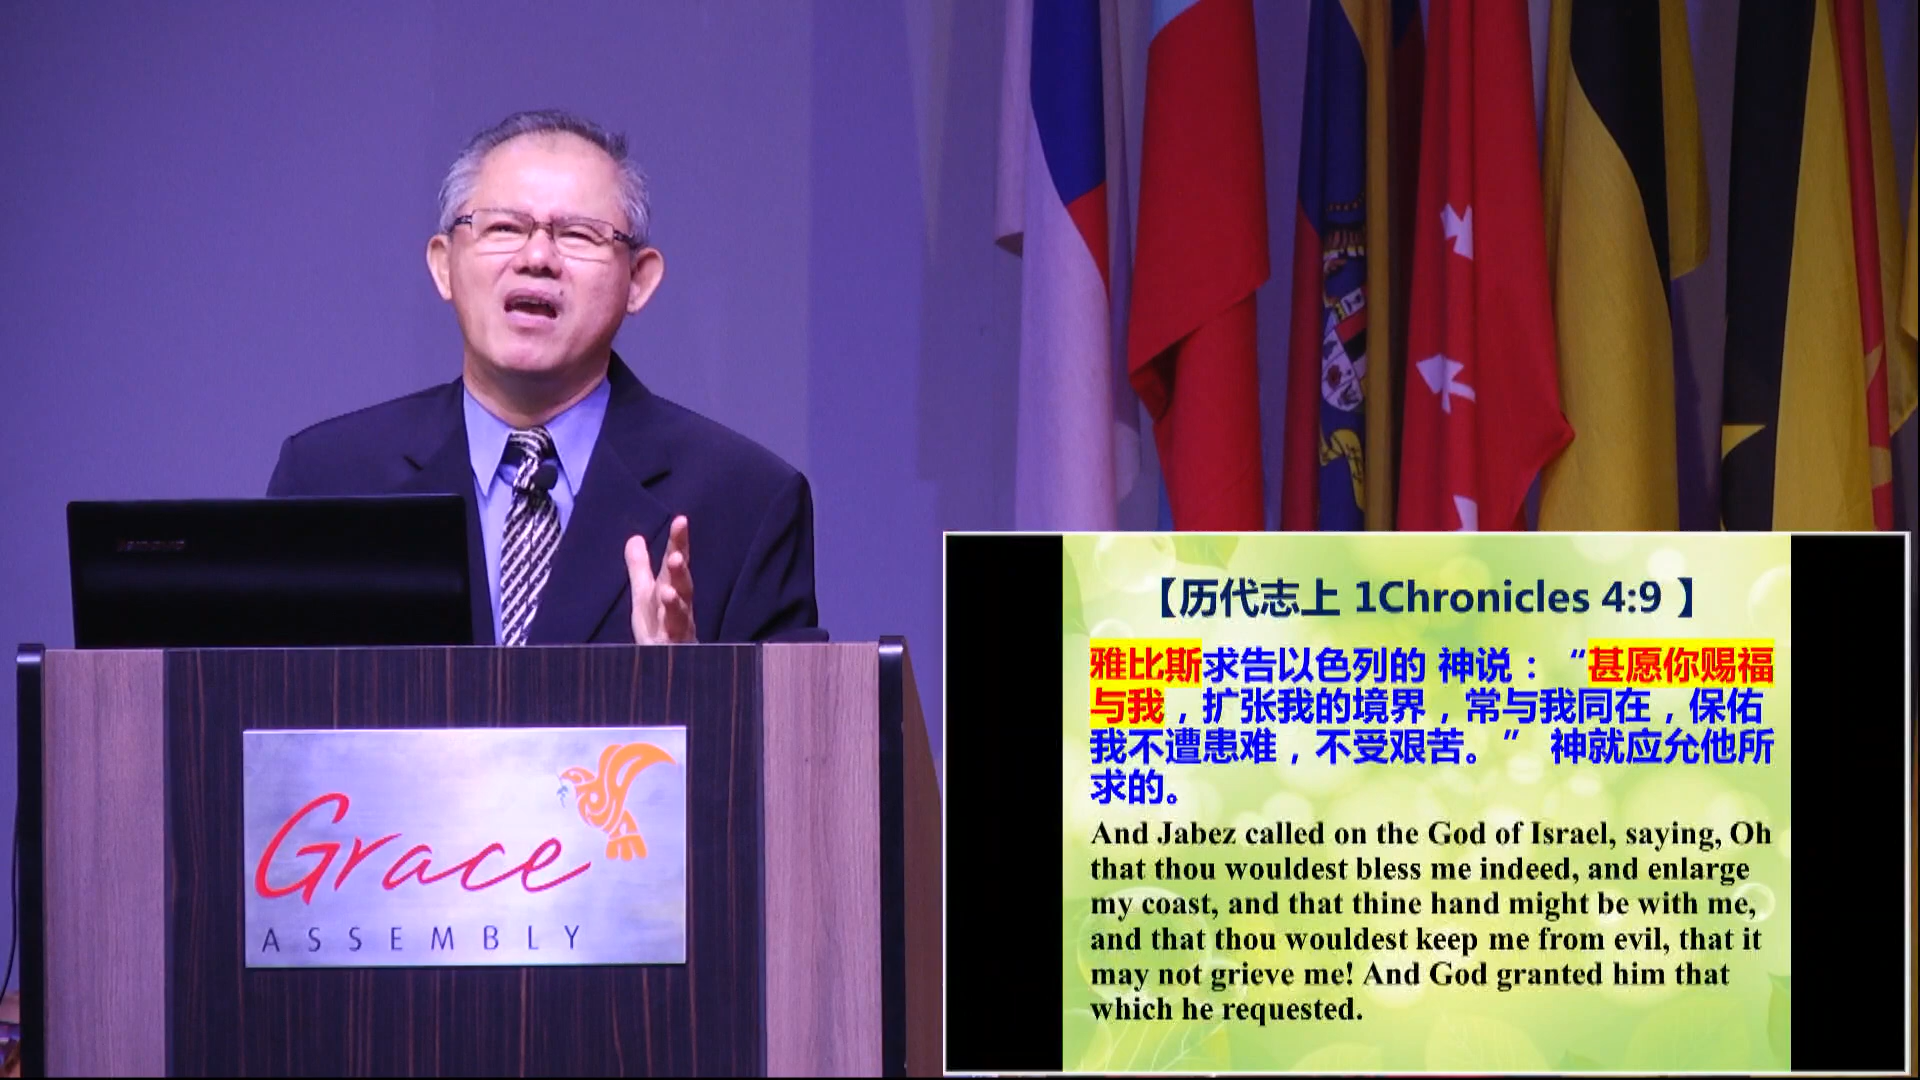 lenovo
Grace
ASSEMBLY
【历代志上 1Chronicles 4:9 】
雅比斯求告以色列的 神说：“甚愿你赐福
与我，扩张我的境界，常与我同在，保佑
我不遭患难，不受艰苦。” 神就应允他所
求的。
And Jabez called on the God of Israel, saying, Oh
that thou wouldest bless me indeed, and enlarge
my coast, and that thine hand might be with me,
and that thou wouldest keep me from evil, that it
may not grieve me! And God granted him that
which he requested.